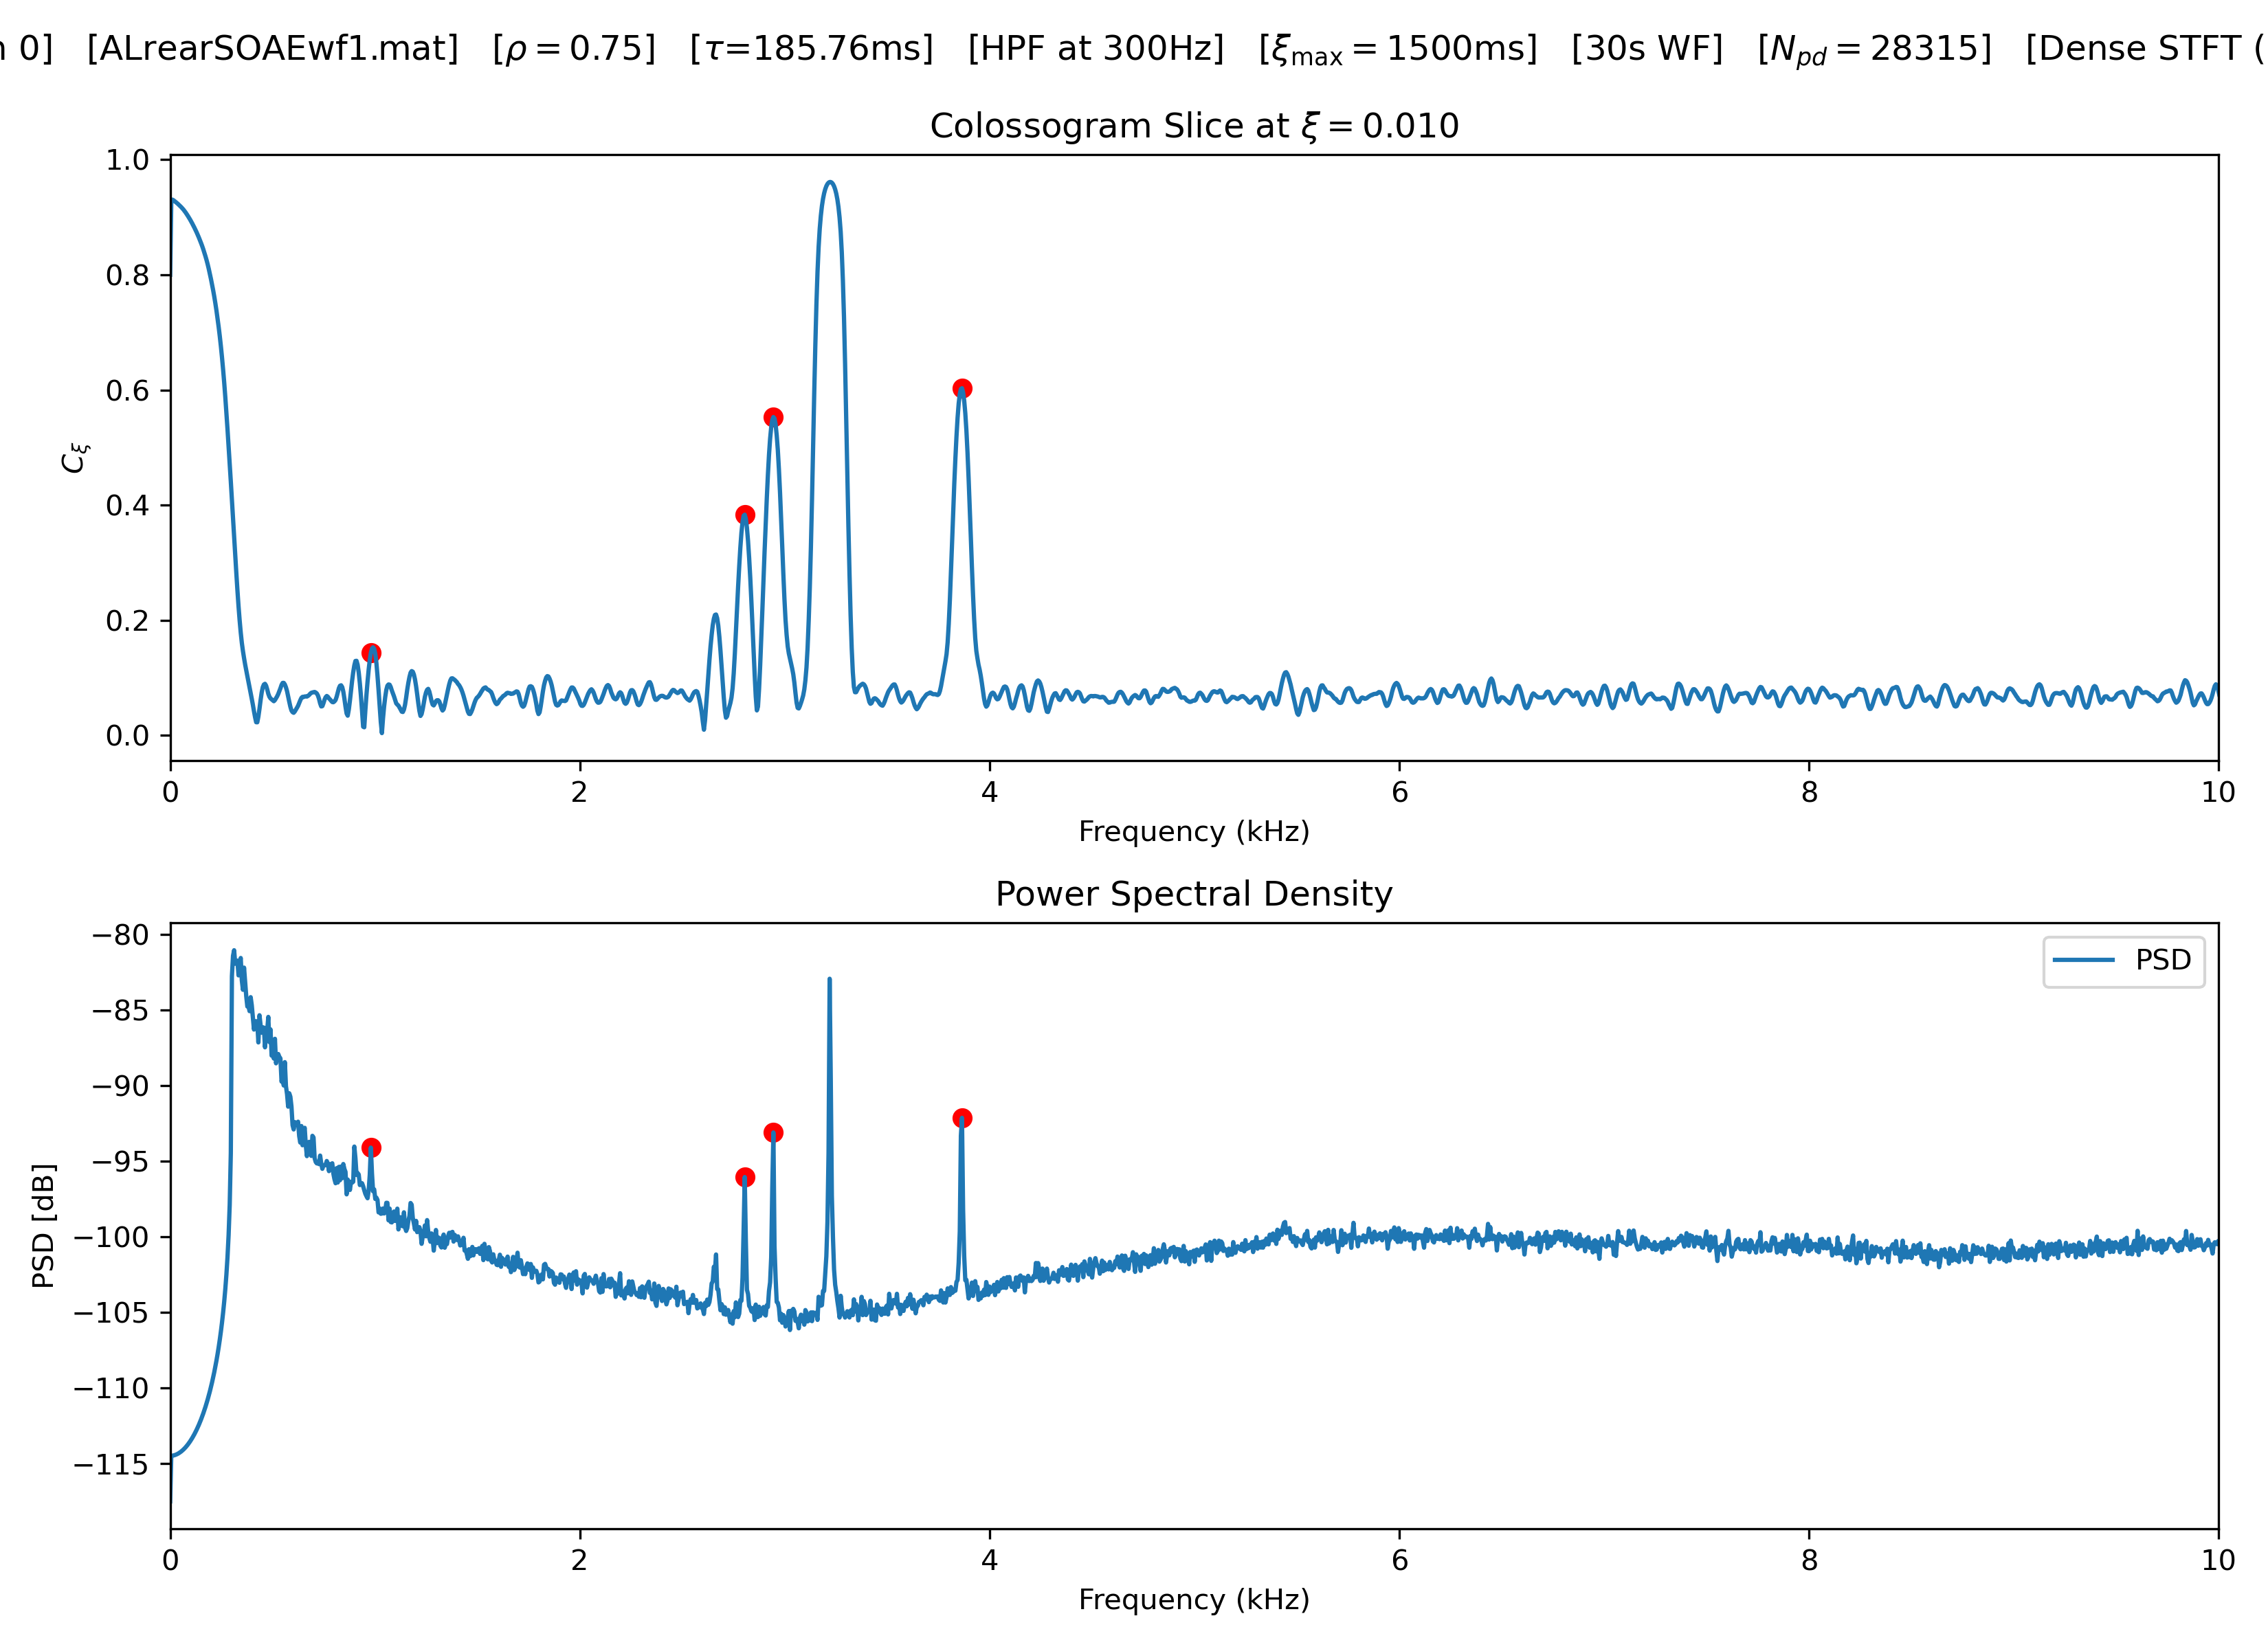 0] [ALrearSOAEwf1.mat] [ρ = 0.75] [τ=185.76ms] [HPF at 300Hz] [ξmax = 1500ms] [30s WF] [Npd = 28315] [Dense STFT (
Colossogram Slice at ξ = 0.010
1.0
0.8
0.6
0.4
0.2
0.0
Cξ
0 2 4 6 8 10
Frequency (kHz)
Power Spectral Density
−80
−85
−90
−95
−100
−105
−110
−115
PSD [dB]
PSD
0 2 4 6 8 10
Frequency (kHz)